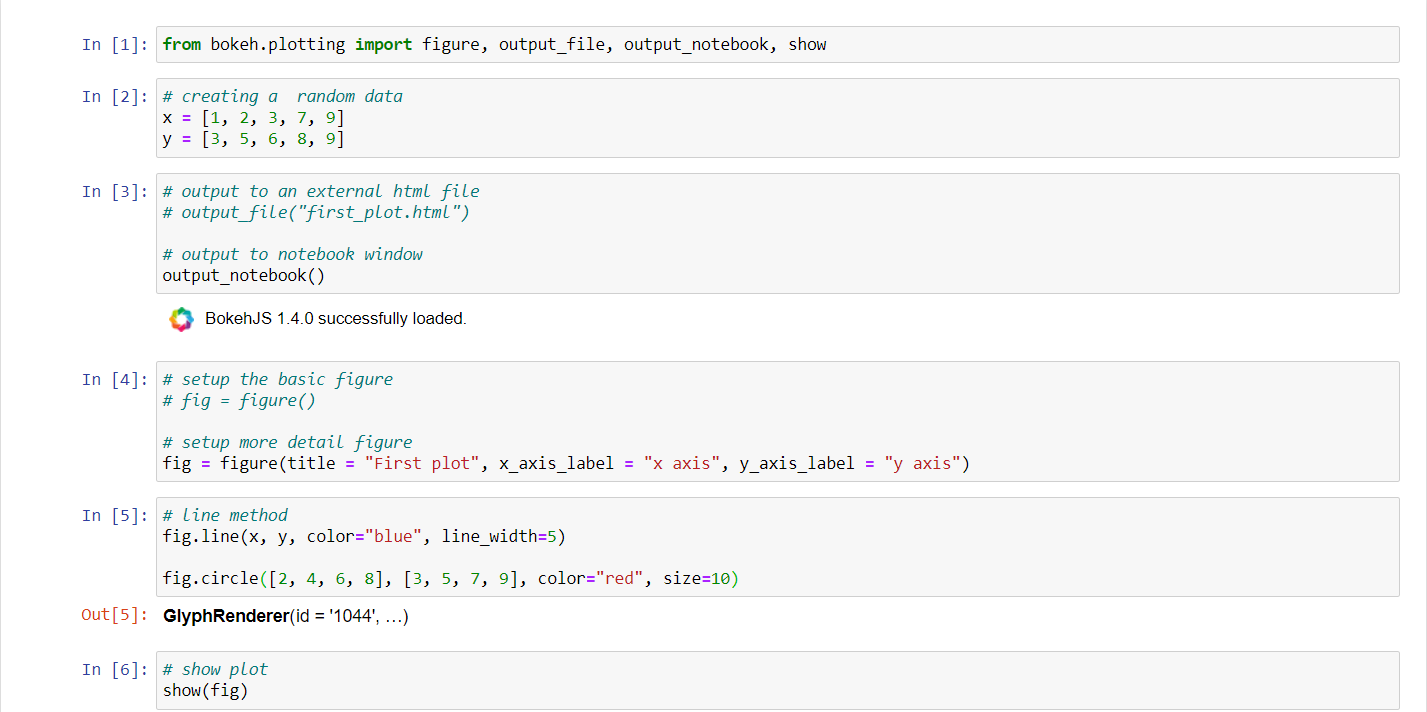 In [1]: from bokeh.plotting import figure, output_file, output_notebook, show
In [2]: # creating a  random data
x = [1, 2, 3, 7, 9]
y = [3, 5, 6, 8, 9]
In [3]: # output to an external html file
# output_file("first_plot.html")
# output to notebook window
output_notebook()
BokehJS 1.4.0 successfully loaded.
In [4]: # setup the basic figure
# fig = figure()
# setup more detail figure
fig = figure(title = "First plot", x_axis_label = "x axis", y_axis_label = "y axis")
In [5]: # line method
fig.line(x, y, color="blue", line_width=5)
fig.circle([2, 4, 6, 8], [3, 5, 7, 9], color="red", size=10)
Out[5]: GlyphRenderer(id = '1044', …)
In [6]: # show plot
show(fig)